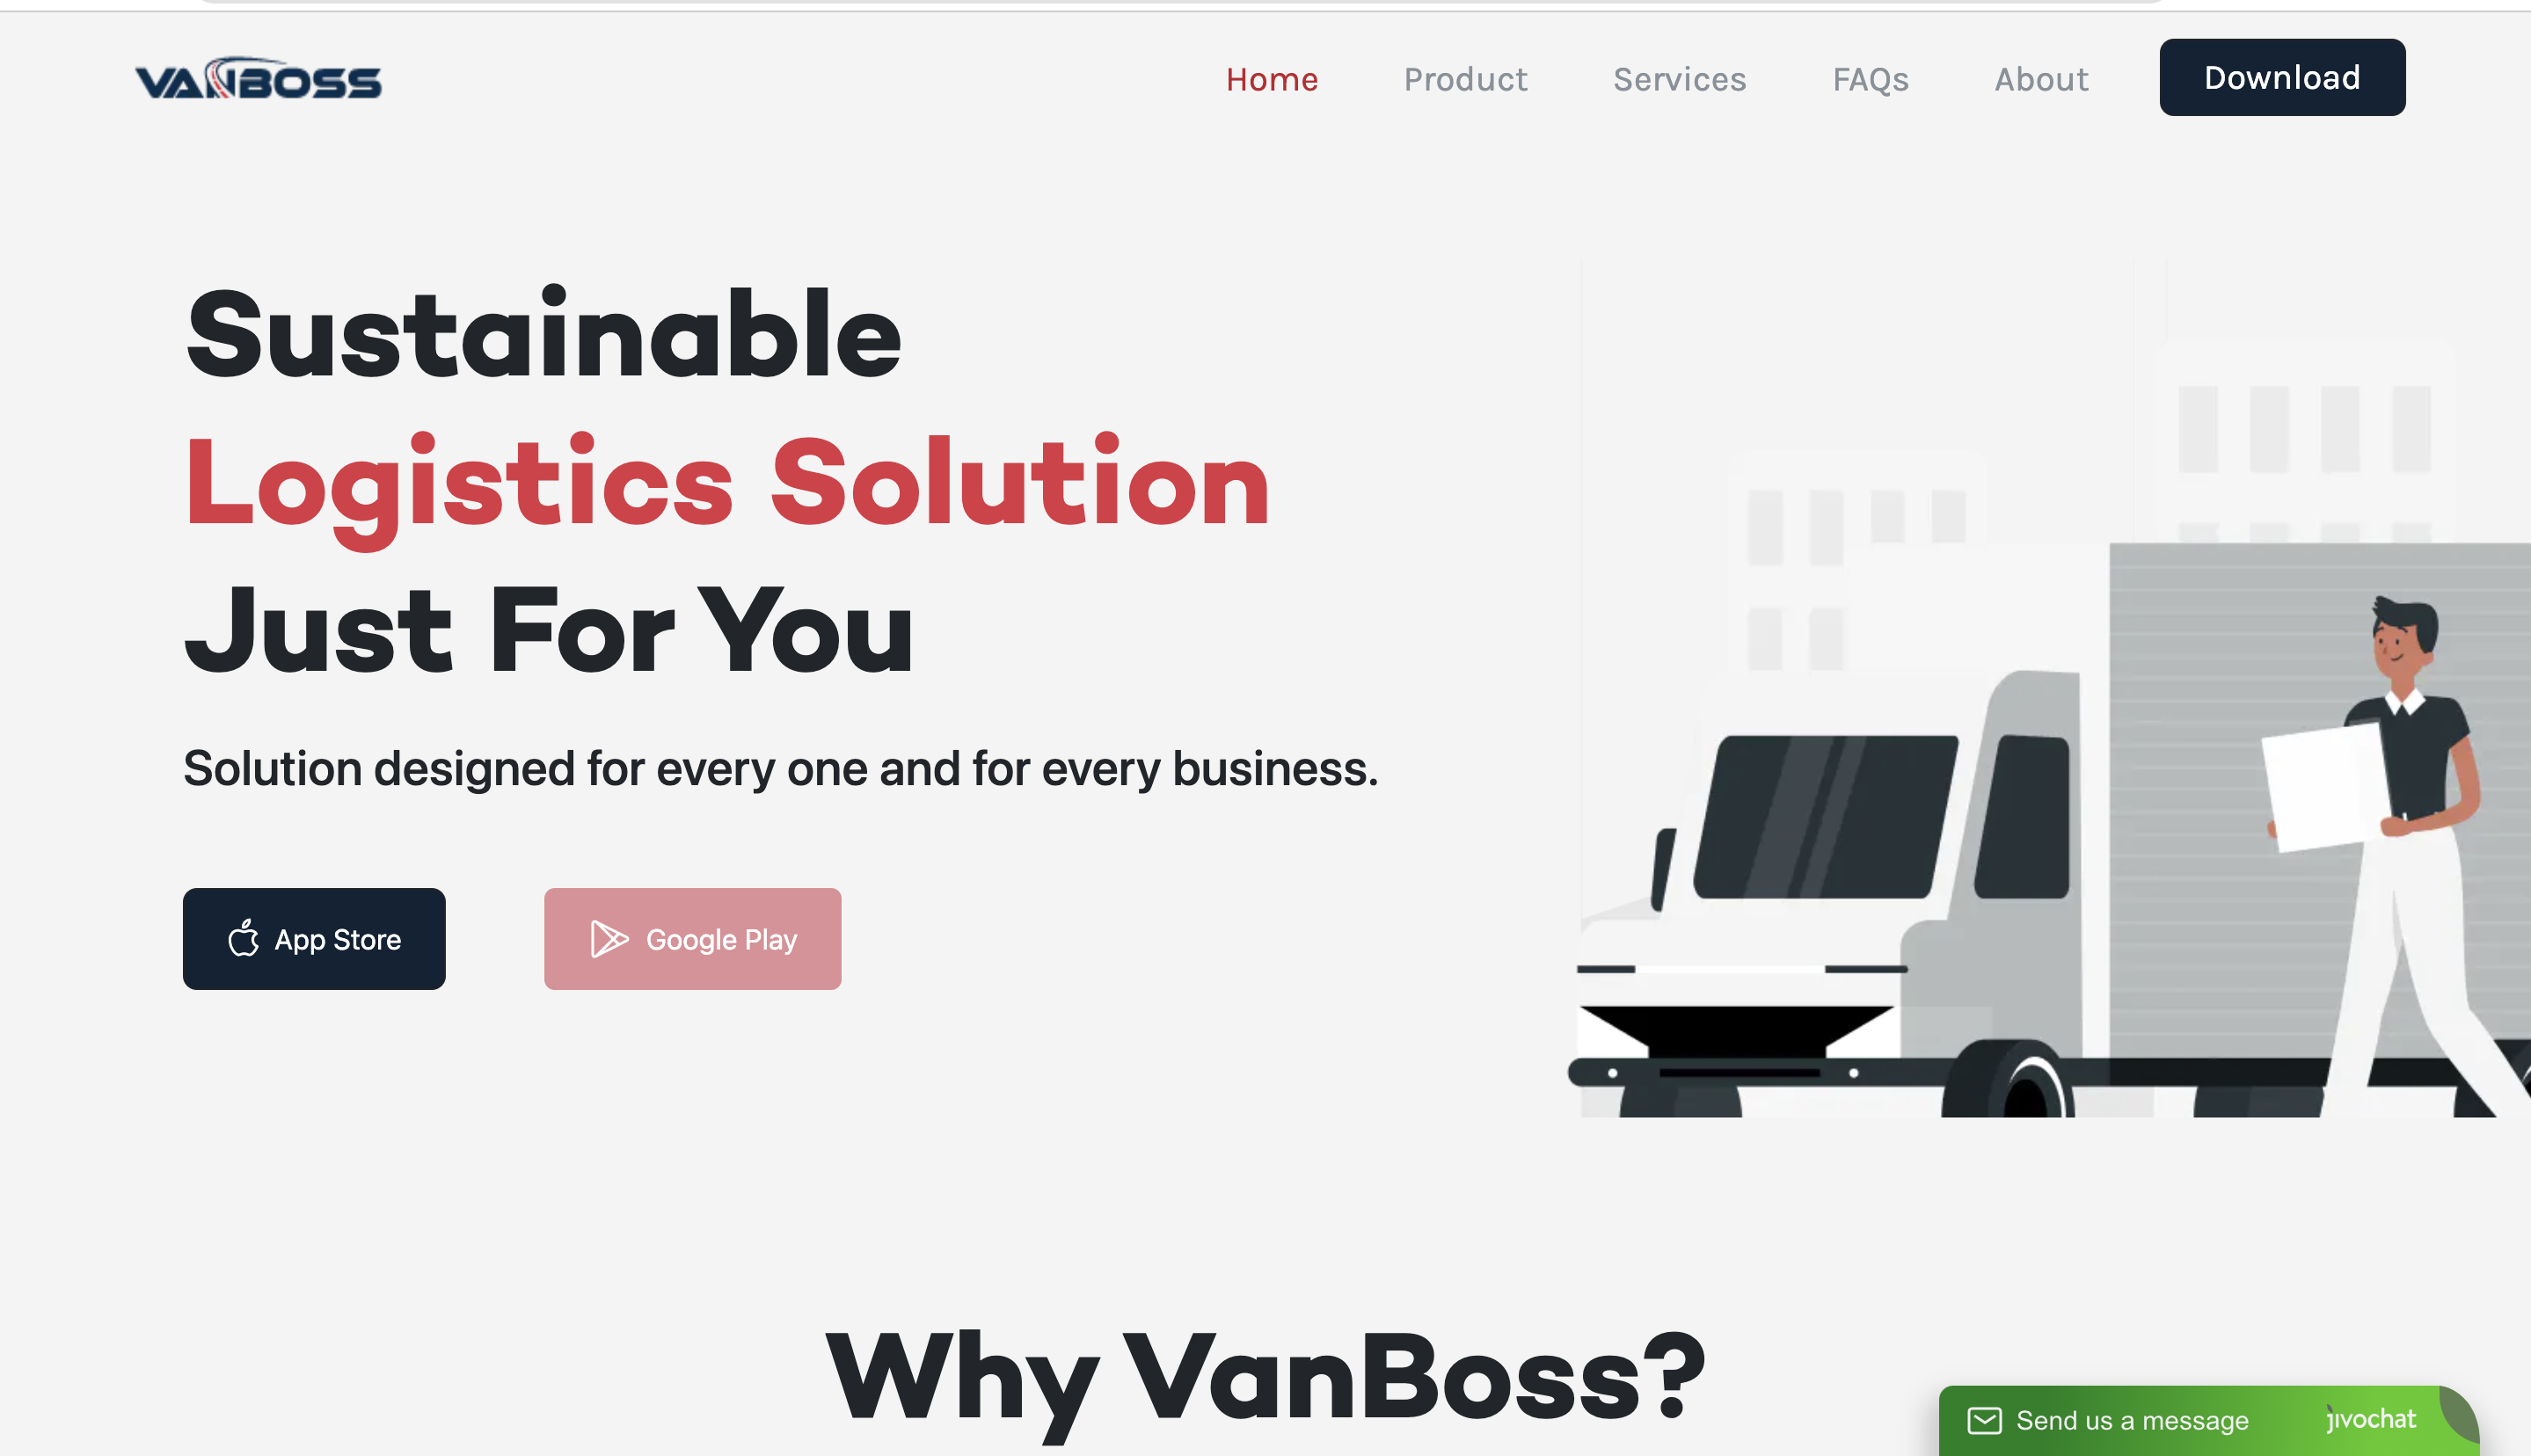 VANBOSS
Home Product Services FAQs About Download
Sustainable
Logistics Solution
Just For You
Solution designed for every one and for every business.
App Store Google Play
Why VanBoss?
Send us a message jivochat